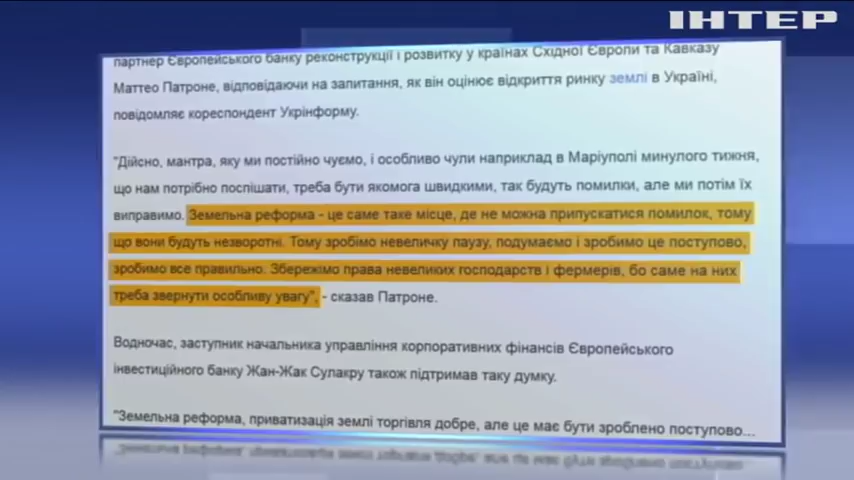 ІНТЕР
партнер Європейського банку реконструкції і розвитку у країнах Східної Європи та Кавказу
Маттео Патроне, відповідаючи на запитання, як він оцінює відкриття ринку землі в Україні,
повідомляє кореспондент Укрінформу.
"Дійсно, мантра, яку ми постійно чуємо, і особливо чули наприклад в Маріуполі минулого тижня,
що нам потрібно поспішати, треба бути якомога швидкими, так будуть помилки, але ми потім їх
виправимо. Земельна реформа - це саме таке місце, де не можна припускатися помилок, тому
що вони будуть незворотні. Тому зробімо невеличку паузу, подумаємо і зробимо це поступово,
зробимо все правильно. Збережімо права невеликих господарств і фермерів, бо саме на них
треба звернути особливу увагу", - сказав Патроне.
Водночас, заступник начальника управління корпоративних фінансів Європейського
інвестиційного банку Жан-Жак Сулакру також підтримав таку думку.
"Земельна реформа, приватизація землі торгівля добре, але це має бути зроблено поступово...